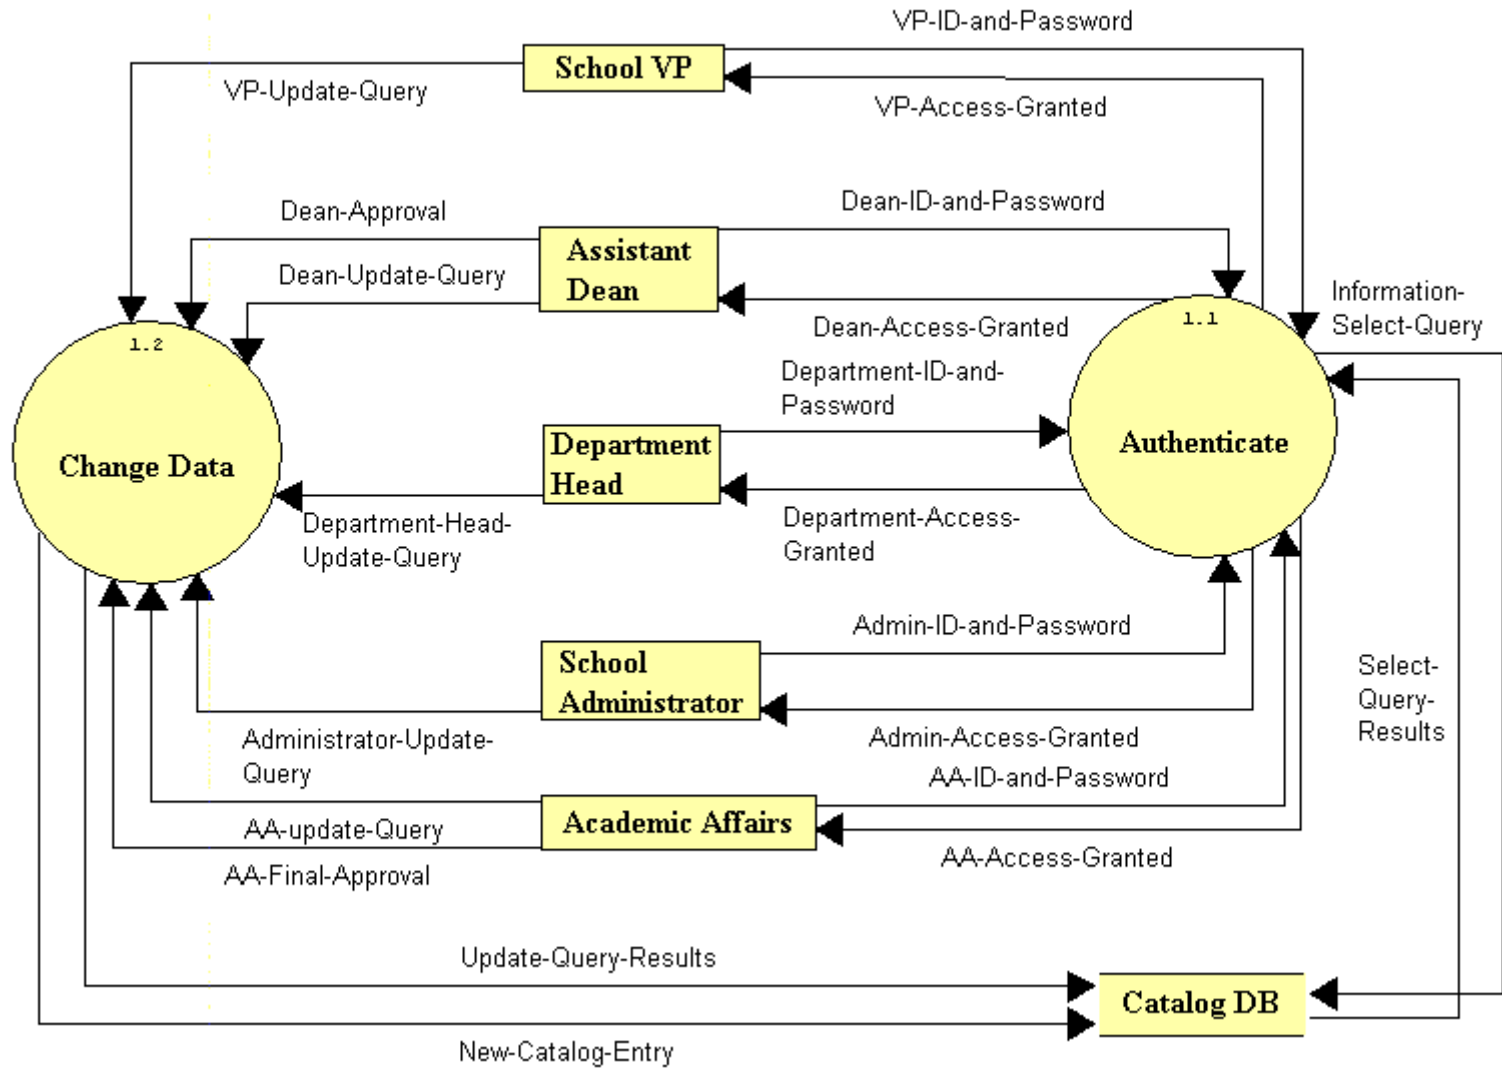 VP-ID-and-Password
School VP
VP-Update-Query
VP-Access-Granted
Dean-Approval
Dean-ID-and-Password
Assistant
Dean
Dean-Update-Query
Dean-Access-Granted
Information-
Select-Query
1.2
1.1
Department-ID-and-
Password
Change Data
Department
Head
Authenticate
Department-Head-
Update-Query
Department-Access-
Granted
Admin-ID-and-Password
School
Administrator
Select-
Query-
Results
Administrator-Update-
Query
Admin-Access-Granted
AA-ID-and-Password
Academic Affairs
AA-update-Query
AA-Access-Granted
AA-Final-Approval
Update-Query-Results
Catalog DB
New-Catalog-Entry